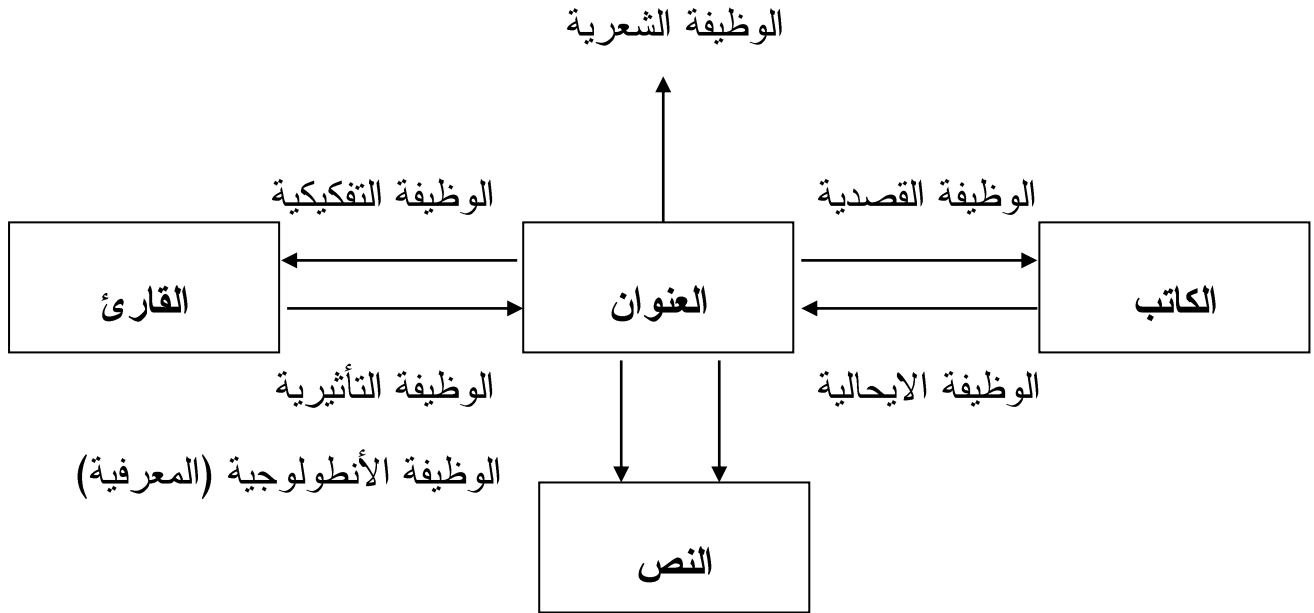 الوظيفة الشعرية
الوظيفة القصدية
الوظيفة التفكيكية
الكاتب
العنوان
القارئ
الوظيفة الايحالية
الوظيفة التأثيرية
الوظيفة الأنطولوجية (المعرفية)
النص